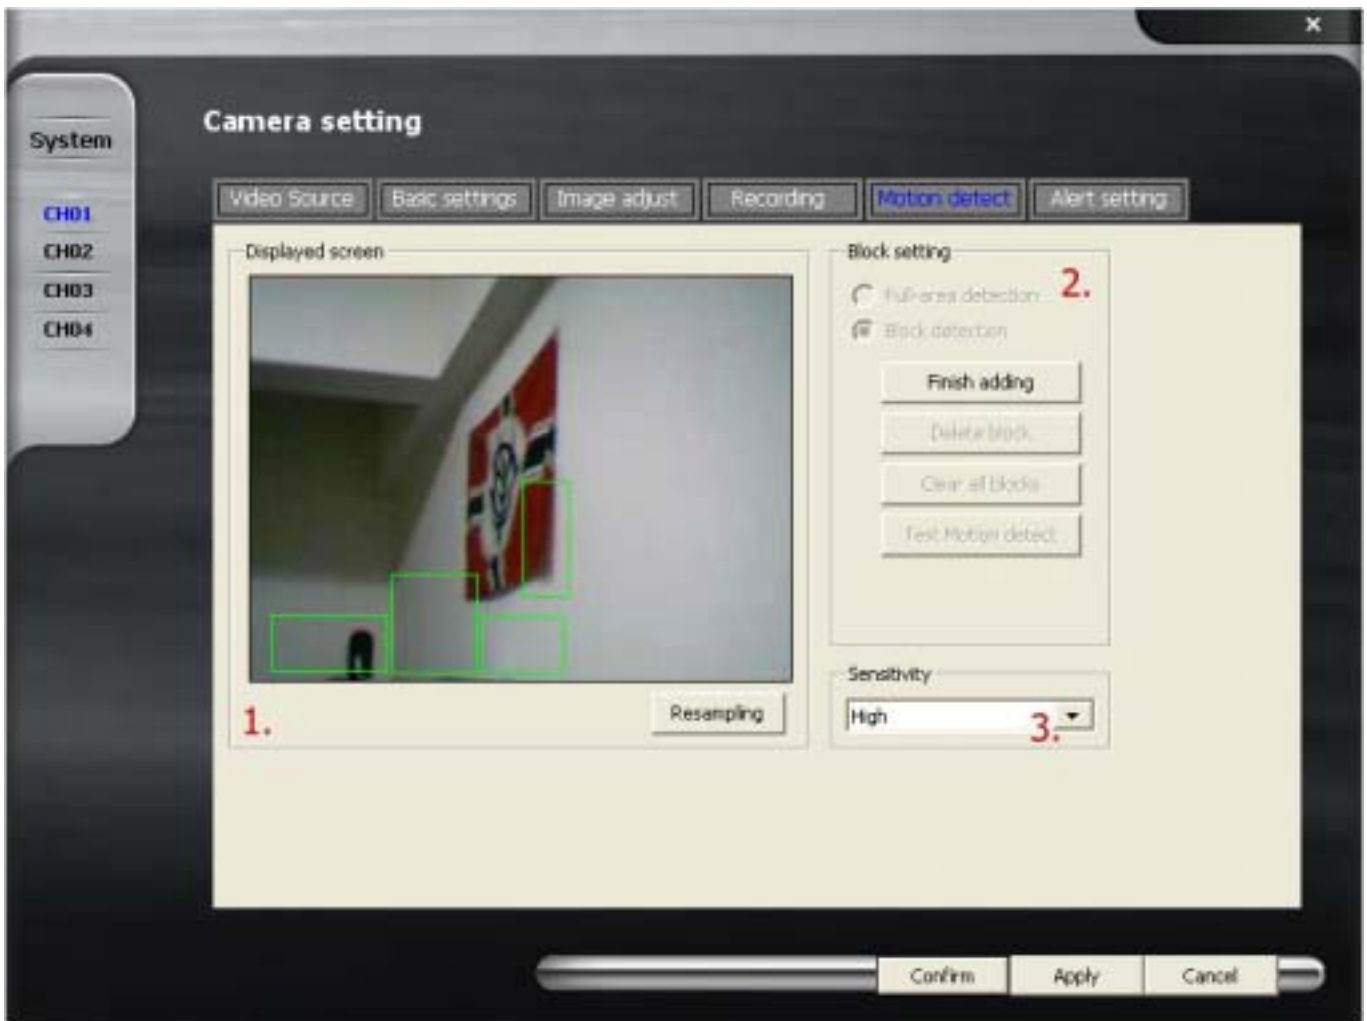 ×
Camera setting
System
CH01
CH02
CH03
CH04
Video Source
Basic settings
Image adjust
Recording
Motion detect
Alert setting
Displayed screen
1.
Resampling
Block setting
2.
Full-area detection
Block detection
Finish adding
Delete block
Clear all blocks
Test Motion detect
Sensitivity
High
3.
Confirm
Apply
Cancel